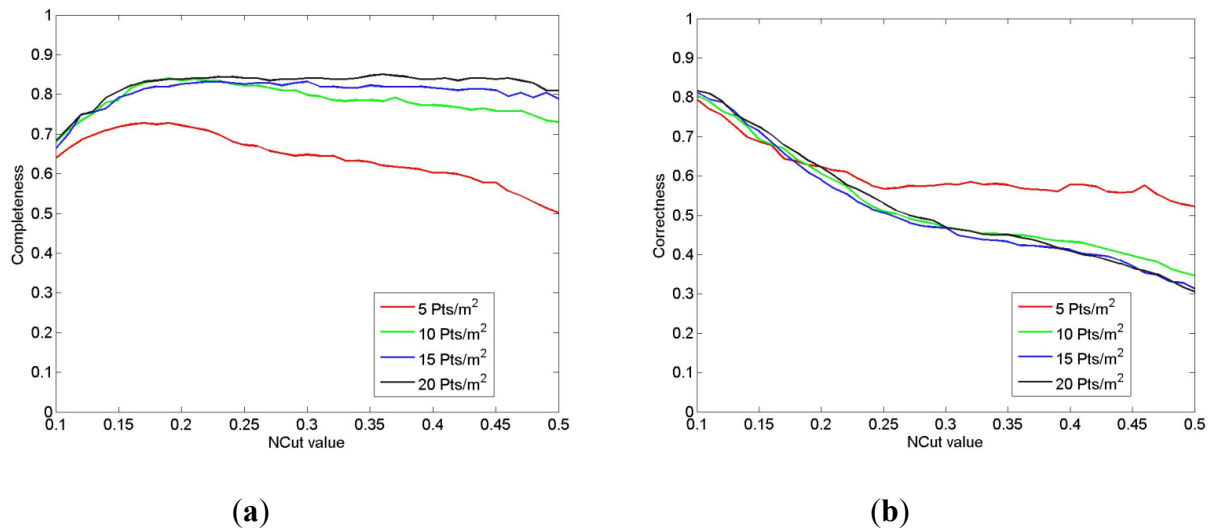 1
0.9
0.8
0.7
0.6
0.5
0.4
0.3
0.2
0.1
0
Completeness
5 Pts/m²
10 Pts/m²
15 Pts/m²
20 Pts/m²
0.1 0.15 0.2 0.25 0.3 0.35 0.4 0.45 0.5
NCut value
(a)
1
0.9
0.8
0.7
0.6
0.5
0.4
0.3
0.2
0.1
0
Correctness
5 Pts/m²
10 Pts/m²
15 Pts/m²
20 Pts/m²
0.1 0.15 0.2 0.25 0.3 0.35 0.4 0.45 0.5
NCut value
(b)